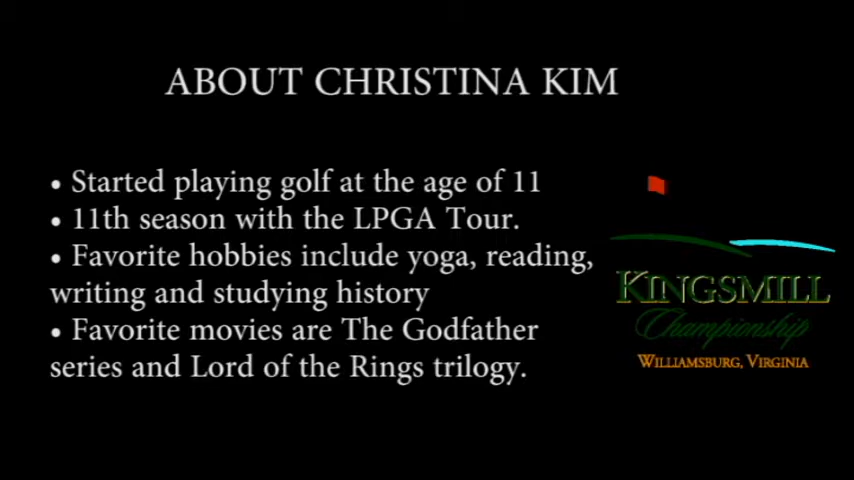 ABOUT CHRISTINA KIM
• Started playing golf at the age of 11
• 11th season with the LPGA Tour.
• Favorite hobbies include yoga, reading,
writing and studying history
• Favorite movies are The Godfather
series and Lord of the Rings trilogy.
KINGSMILL
Championship
WILLIAMSBURG, VIRGINIA